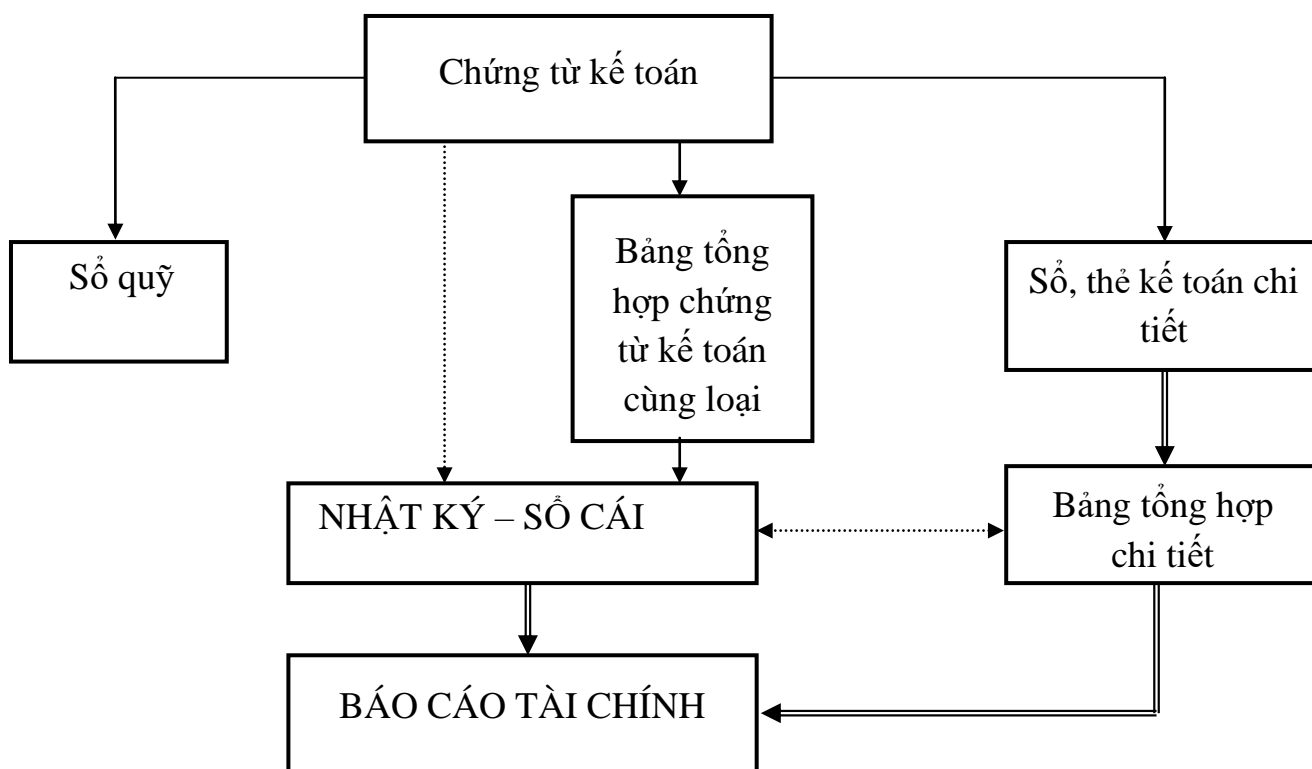 Chứng từ kế toán
Sổ quỹ
Bảng tổng
hợp chứng
từ kế toán
cùng loại
Sổ, thẻ kế toán chi
tiết
NHẬT KÝ – SỔ CÁI
Bảng tổng hợp
chi tiết
BÁO CÁO TÀI CHÍNH